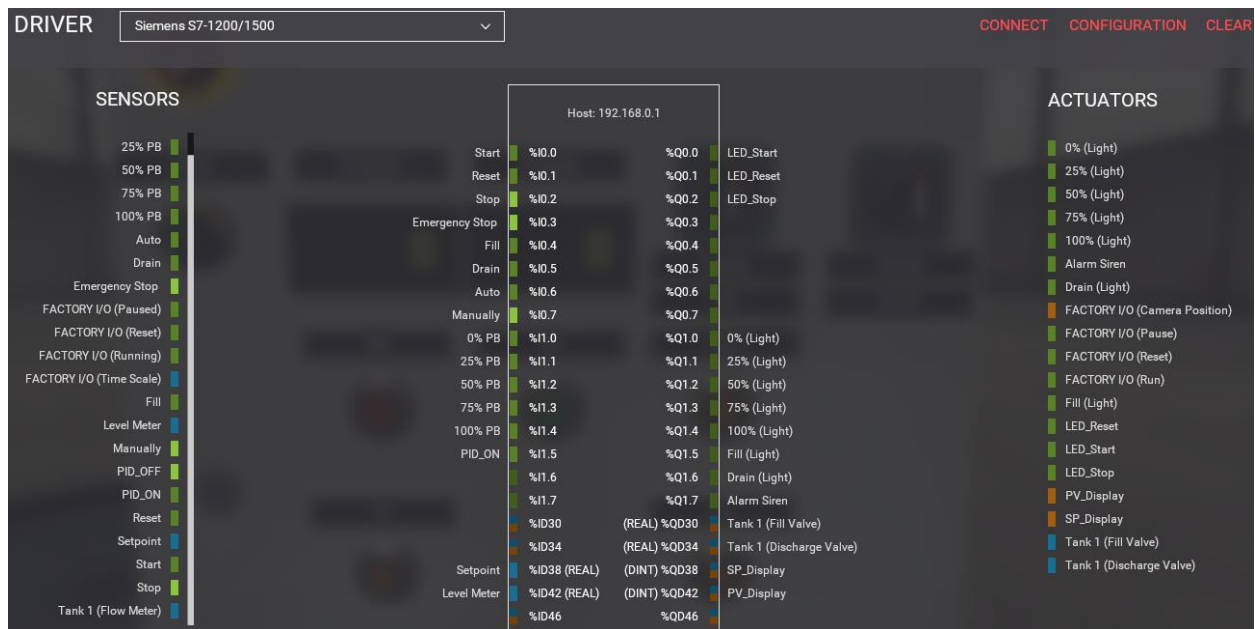 DRIVER
Siemens S7-1200/1500
CONNECT CONFIGURATION CLEAR
SENSORS
25% PB
50% PB
75% PB
100% PB
Auto
Drain
Emergency Stop
FACTORY I/O (Paused)
FACTORY I/O (Reset)
FACTORY I/O (Running)
FACTORY I/O (Time Scale)
Fill
Level Meter
Manually
PID_OFF
PID_ON
Reset
Setpoint
Start
Stop
Tank 1 (Flow Meter)
Host: 192.168.0.1
Start %I0.0 %Q0.0 LED_Start
Reset %I0.1 %Q0.1 LED_Reset
Stop %I0.2 %Q0.2 LED_Stop
Emergency Stop %I0.3 %Q0.3
Fill %I0.4 %Q0.4
Drain %I0.5 %Q0.5
Auto %I0.6 %Q0.6
Manually %I0.7 %Q0.7
0% PB %I1.0 %Q1.0 0% (Light)
25% PB %I1.1 %Q1.1 25% (Light)
50% PB %I1.2 %Q1.2 50% (Light)
75% PB %I1.3 %Q1.3 75% (Light)
100% PB %I1.4 %Q1.4 100% (Light)
PID_ON %I1.5 %Q1.5 Fill (Light)
%I1.6 %Q1.6 Drain (Light)
%I1.7 %Q1.7 Alarm Siren
%ID30 (REAL) %QD30 Tank 1 (Fill Valve)
%ID34 (REAL) %QD34 Tank 1 (Discharge Valve)
Setpoint %ID38 (REAL) (DINT) %QD38 SP_Display
Level Meter %ID42 (REAL) (DINT) %QD42 PV_Display
%ID46 %QD46
ACTUATORS
0% (Light)
25% (Light)
50% (Light)
75% (Light)
100% (Light)
Alarm Siren
Drain (Light)
FACTORY I/O (Camera Position)
FACTORY I/O (Pause)
FACTORY I/O (Reset)
FACTORY I/O (Run)
Fill (Light)
LED_Reset
LED_Start
LED_Stop
PV_Display
SP_Display
Tank 1 (Fill Valve)
Tank 1 (Discharge Valve)